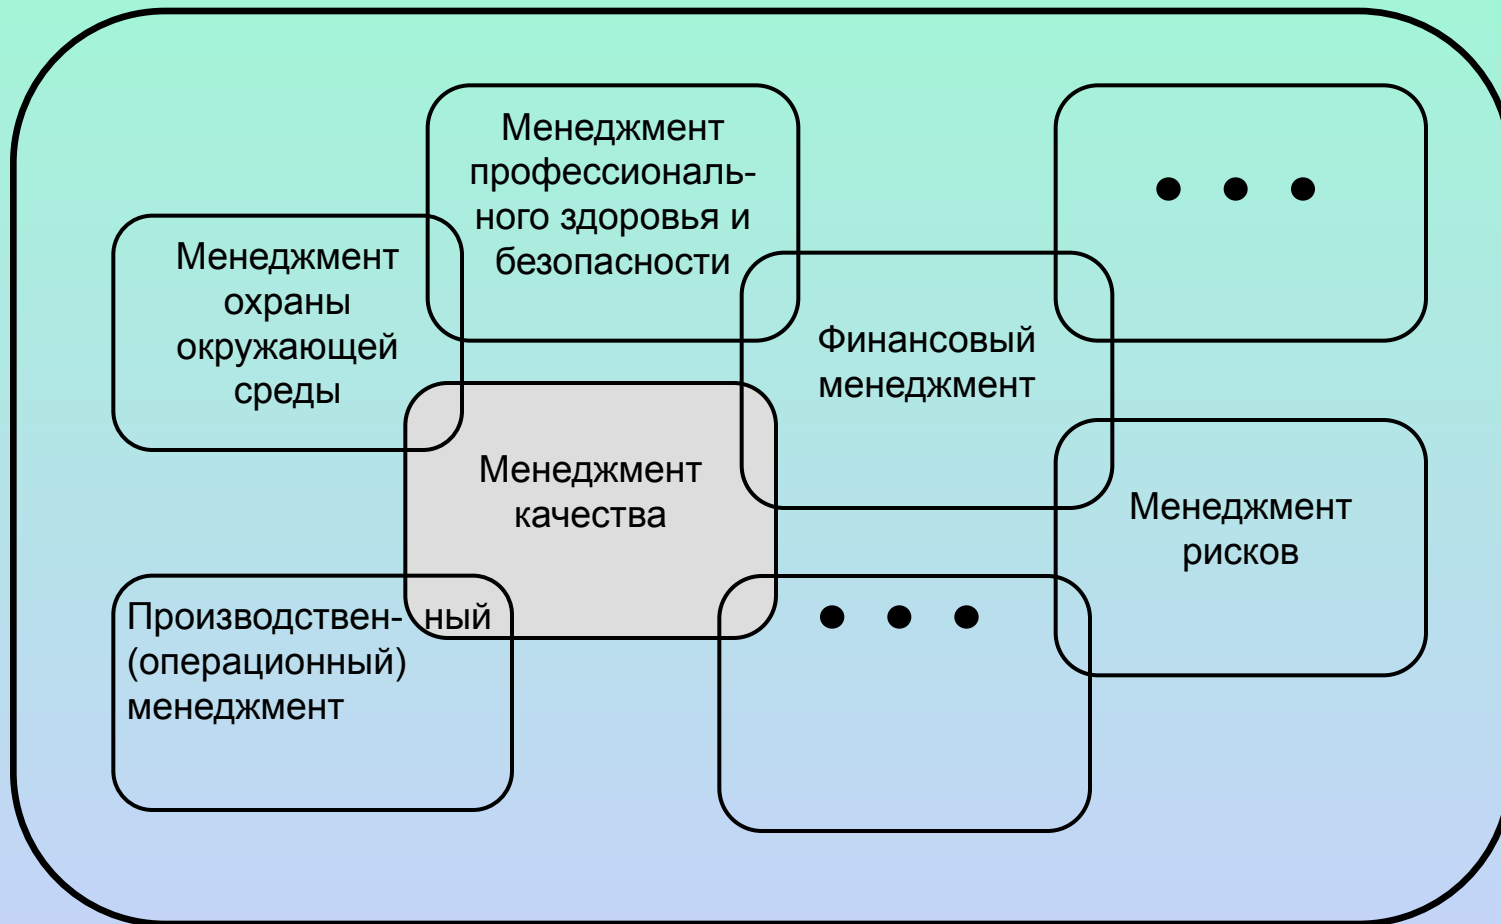 Менеджмент
профессиональ-
ного здоровья и
безопасности
• • •
Менеджмент
охраны
окружающей
среды
Финансовый
менеджмент
Менеджмент
качества
Менеджмент
рисков
Производствен- ный
(операционный)
менеджмент
• • •